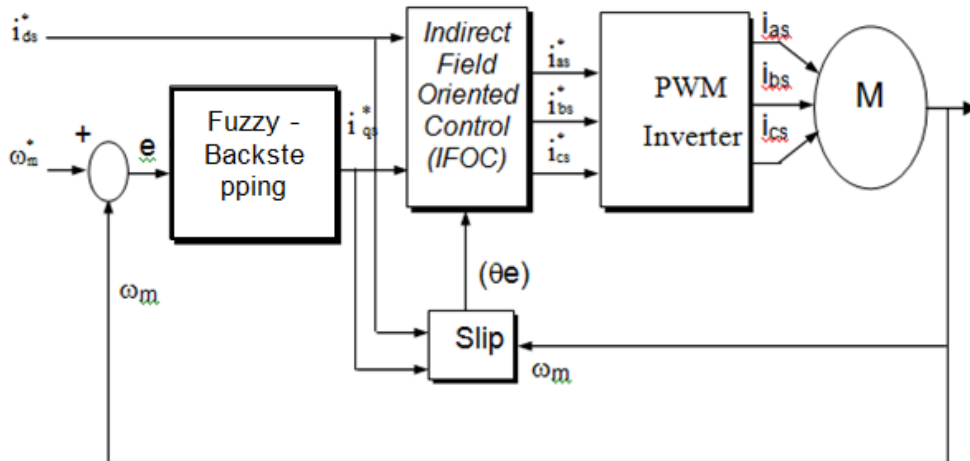 i*ds
Indirect
Field
Oriented
Control
(IFOC)
i*as
i*bs
i*cs
PWM
Inverter
ias
ibs
ics
M
+
ω*m
e
Fuzzy -
Backste
pping
i*qs
ωm
(θe)
Slip
ωm